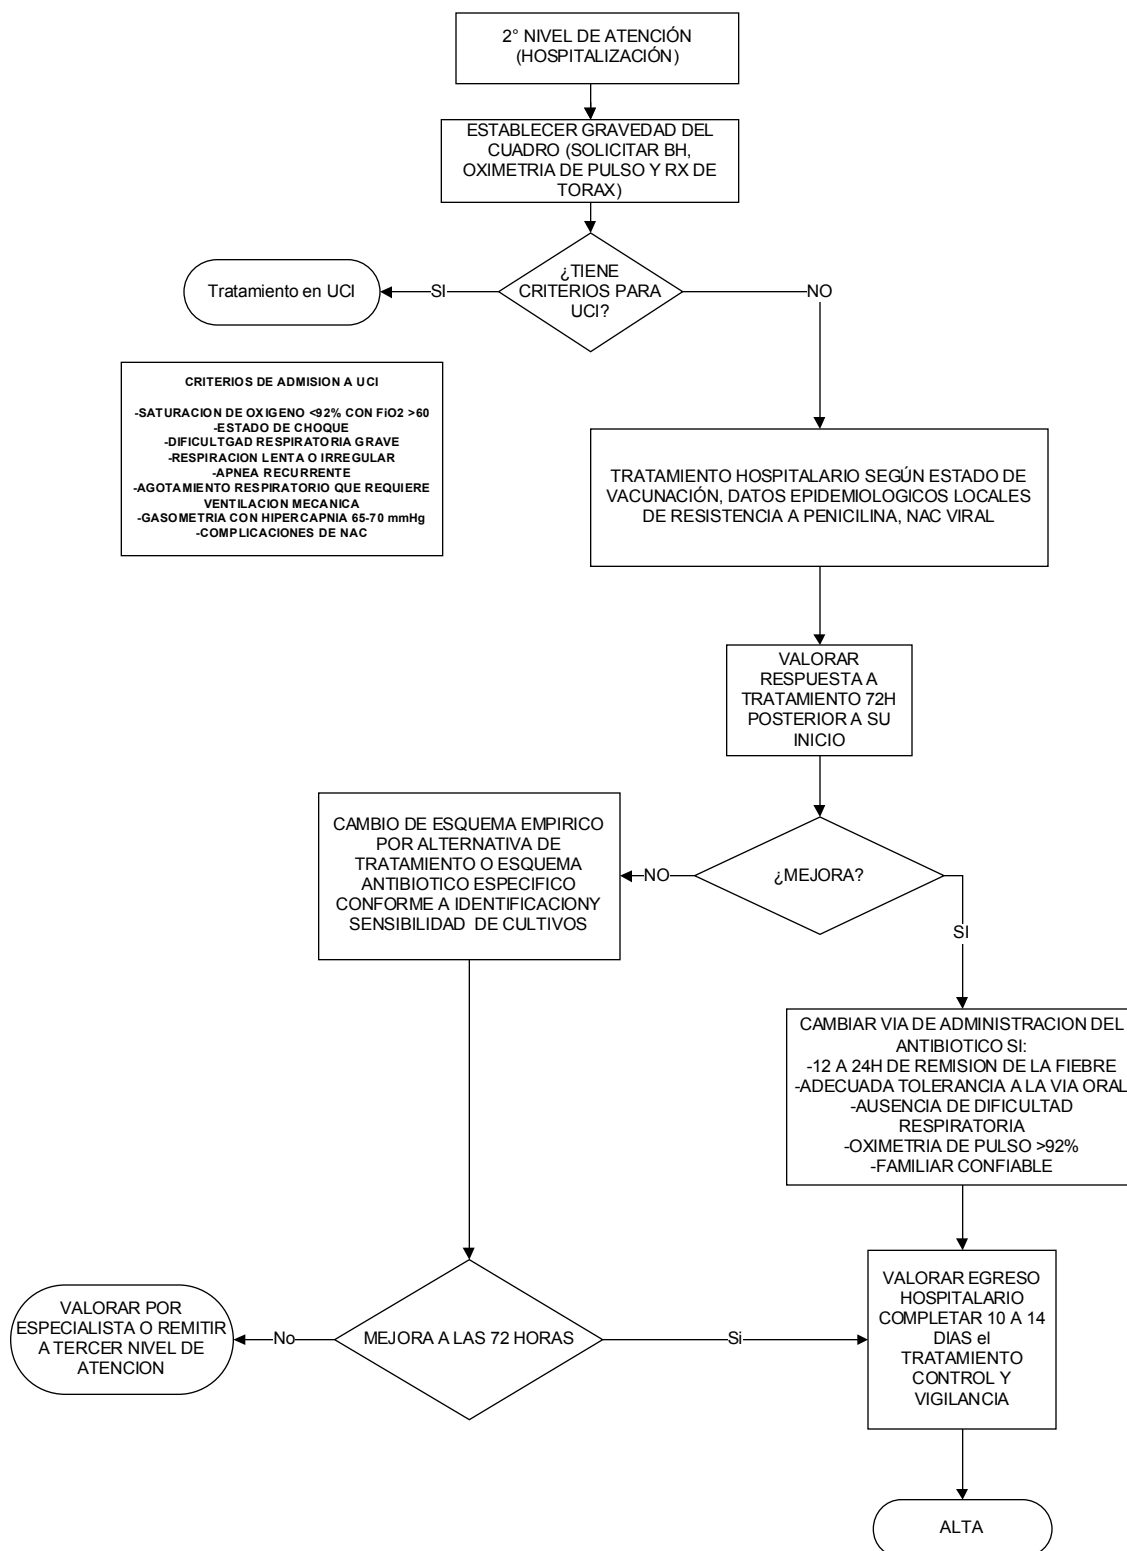 2° NIVEL DE ATENCIÓN
(HOSPITALIZACIÓN)
ESTABLECER GRAVEDAD DEL
CUADRO (SOLICITAR BH,
OXIMETRIA DE PULSO Y RX DE
TORAX)
¿TIENE
CRITERIOS PARA
UCI?
SI
NO
Tratamiento en UCI
CRITERIOS DE ADMISION A UCI
-SATURACION DE OXIGENO <92% CON FiO2 >60
-ESTADO DE CHOQUE
-DIFICULTGAD RESPIRATORIA GRAVE
-RESPIRACION LENTA O IRREGULAR
-APNEA RECURRENTE
-AGOTAMIENTO RESPIRATORIO QUE REQUIERE
VENTILACION MECANICA
-GASOMETRIA CON HIPERCAPNIA 65-70 mmHg
-COMPLICACIONES DE NAC
TRATAMIENTO HOSPITALARIO SEGÚN ESTADO DE
VACUNACIÓN, DATOS EPIDEMIOLOGICOS LOCALES
DE RESISTENCIA A PENICILINA, NAC VIRAL
VALORAR
RESPUESTA A
TRATAMIENTO 72H
POSTERIOR A SU
INICIO
¿MEJORA?
NO
SI
CAMBIO DE ESQUEMA EMPIRICO
POR ALTERNATIVA DE
TRATAMIENTO O ESQUEMA
ANTIBIOTICO ESPECIFICO
CONFORME A IDENTIFICACIONY
SENSIBILIDAD DE CULTIVOS
CAMBIAR VIA DE ADMINISTRACION DEL
ANTIBIOTICO SI:
-12 A 24H DE REMISION DE LA FIEBRE
-ADECUADA TOLERANCIA A LA VIA ORAL
-AUSENCIA DE DIFICULTAD
RESPIRATORIA
-OXIMETRIA DE PULSO >92%
-FAMILIAR CONFIABLE
MEJORA A LAS 72 HORAS
No
Si
VALORAR POR
ESPECIALISTA O REMITIR
A TERCER NIVEL DE
ATENCION
VALORAR EGRESO
HOSPITALARIO
COMPLETAR 10 A 14
DIAS el
TRATAMIENTO
CONTROL Y
VIGILANCIA
ALTA